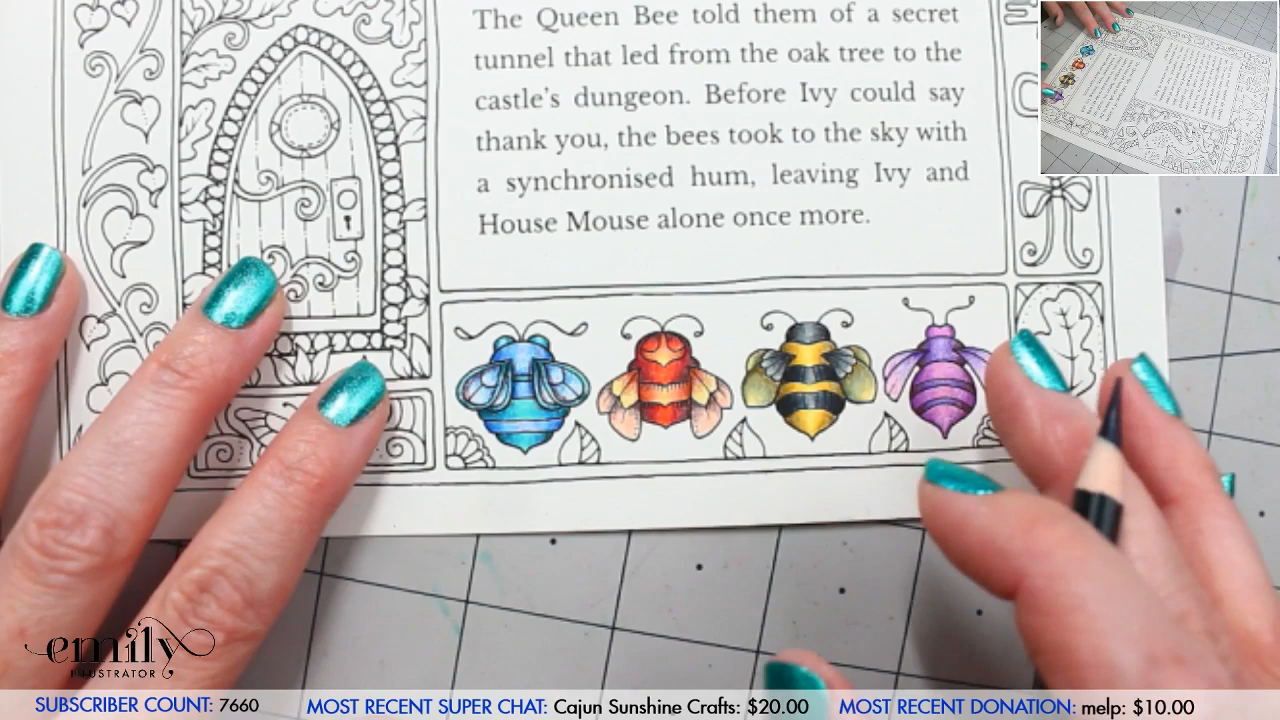 The Queen Bee told them of a secret
tunnel that led from the oak tree to the
castle's dungeon. Before Ivy could say
thank you, the bees took to the sky with
a synchronised hum, leaving Ivy and
House Mouse alone once more.
emily
ILLUSTRATOR
SUBSCRIBER COUNT: 7660
MOST RECENT SUPER CHAT: Cajun Sunshine Crafts: $20.00
MOST RECENT DONATION: melp: $10.00